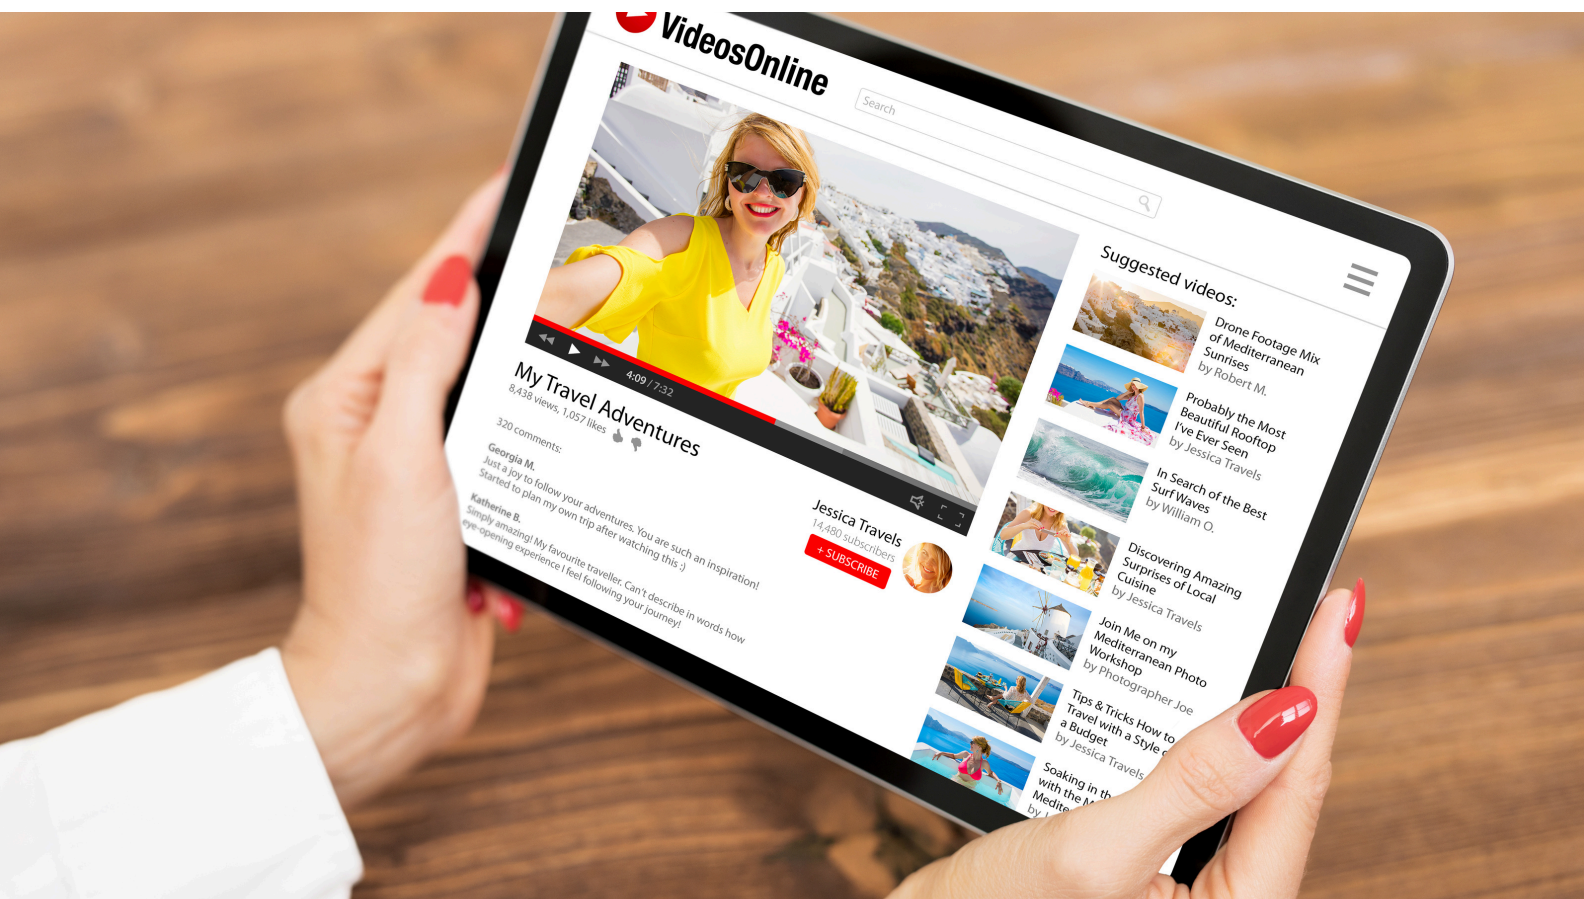 VideosOnline
Search
4:09 / 7:32
My Travel Adventures
8,438 views, 1,057 likes
320 comments:
Georgia M.
Just a joy to follow your adventures. You are such an inspiration!
Started to plan my own trip after watching this :)
Katherine B.
Simply amazing! My favourite traveller. Can't describe in words how
eye-opening experience I feel following your journey!
Jessica Travels
14,480 subscribers
+ SUBSCRIBE
Suggested videos:
Drone Footage Mix
of Mediterranean
Sunrises
by Robert M.
Probably the Most
Beautiful Rooftop
I've Ever Seen
by Jessica Travels
In Search of the Best
Surf Waves
by William O.
Discovering Amazing
Surprises of Local
Cuisine
by Jessica Travels
Join Me on my
Mediterranean Photo
Workshop
by Photographer Joe
Tips & Tricks How to
Travel with a Style
a Budget
by Jessica Travels
Soaking in
with the
by